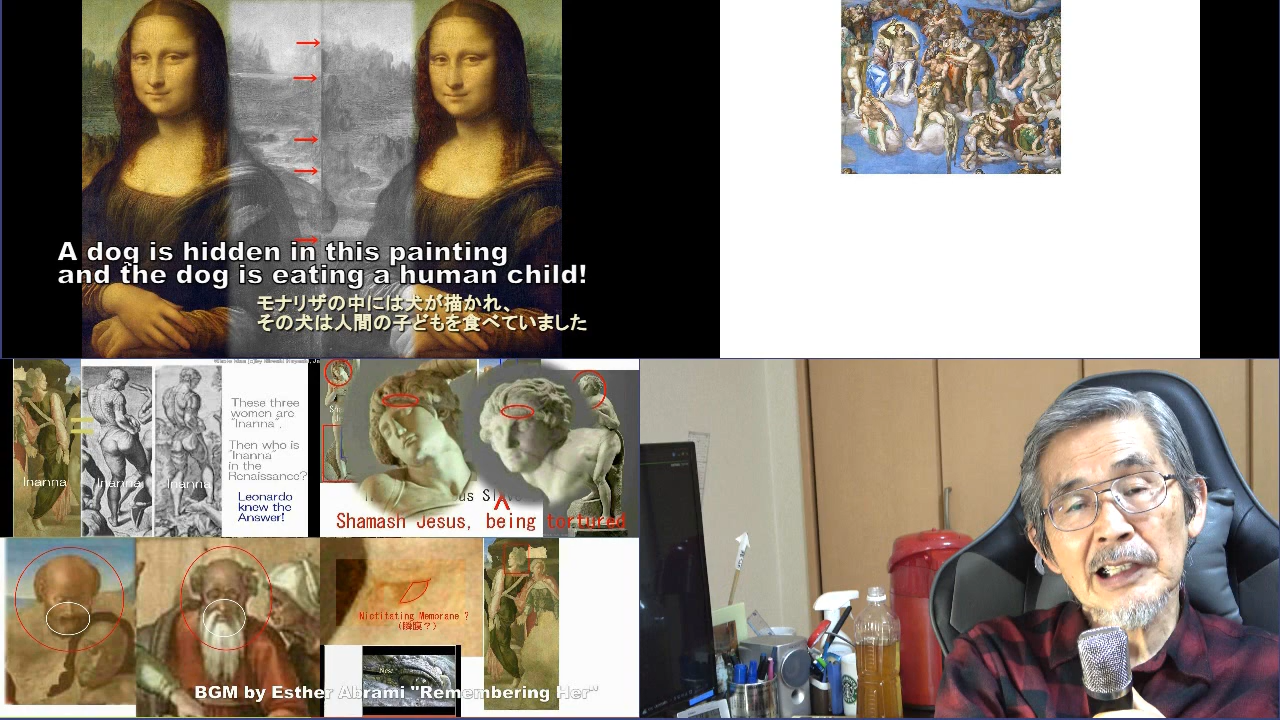 A dog is hidden in this painting
and the dog is eating a human child!
モナリザの中には犬が描かれ、
その犬は人間の子どもを食べていました
These three
women are
"Inanna".
Then who is
"Inanna"
in the
Renaissance?
Leonardo
knew the
Answer!
Inanna
Inanna
Inanna
Shamash Jesus, being tortured
Nictitating Memorane ?
(瞬膜?)
BGM by Esther Abrami "Remembering Her"